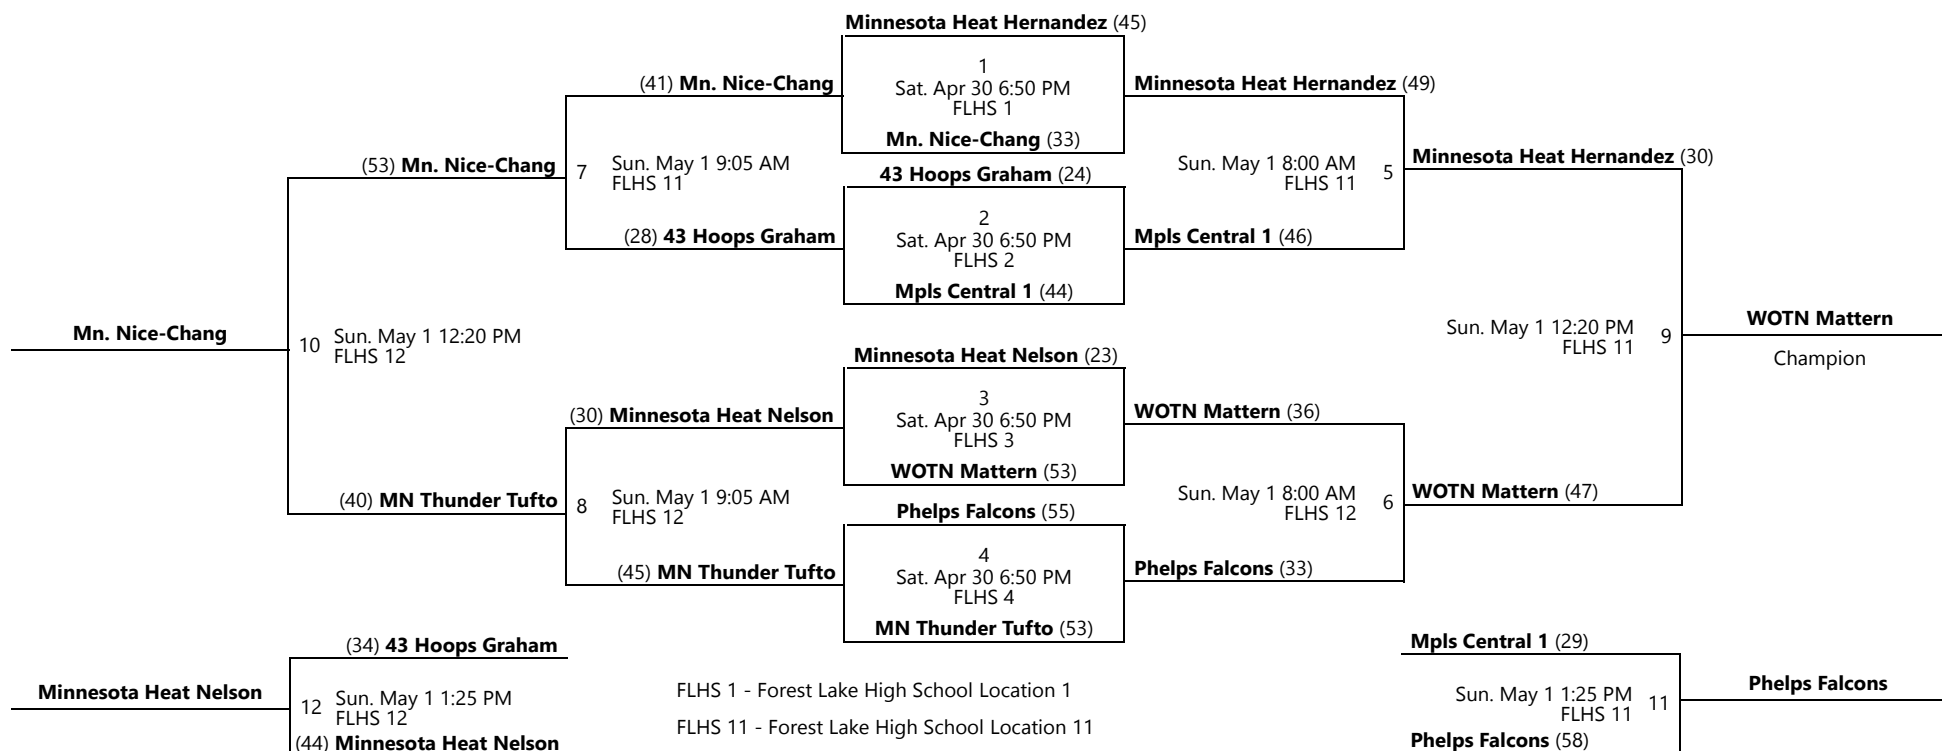 Minnesota Heat Hernandez (45)
1
Sat. Apr 30 6:50 PM
FLHS 1
Mn. Nice-Chang (33)
(41) Mn. Nice-Chang
Minnesota Heat Hernandez (49)
(53) Mn. Nice-Chang
7 Sun. May 1 9:05 AM
FLHS 11
43 Hoops Graham (24)
2
Sat. Apr 30 6:50 PM
FLHS 2
Mpls Central 1 (44)
Sun. May 1 8:00 AM
FLHS 11 5
Minnesota Heat Hernandez (30)
(28) 43 Hoops Graham
Mpls Central 1 (46)
Mn. Nice-Chang
10 Sun. May 1 12:20 PM
FLHS 12
Sun. May 1 12:20 PM
FLHS 11 9
WOTN Mattern
Champion
Minnesota Heat Nelson (23)
3
Sat. Apr 30 6:50 PM
FLHS 3
WOTN Mattern (53)
(30) Minnesota Heat Nelson
WOTN Mattern (36)
(40) MN Thunder Tufto
8 Sun. May 1 9:05 AM
FLHS 12
Phelps Falcons (55)
4
Sat. Apr 30 6:50 PM
FLHS 4
MN Thunder Tufto (53)
Sun. May 1 8:00 AM
FLHS 12 6
WOTN Mattern (47)
(45) MN Thunder Tufto
Phelps Falcons (33)
(34) 43 Hoops Graham
Minnesota Heat Nelson
12 Sun. May 1 1:25 PM
FLHS 12
(44) Minnesota Heat Nelson
FLHS 1 - Forest Lake High School Location 1
FLHS 11 - Forest Lake High School Location 11
Mpls Central 1 (29)
Sun. May 1 1:25 PM
FLHS 11 11
Phelps Falcons
Phelps Falcons (58)